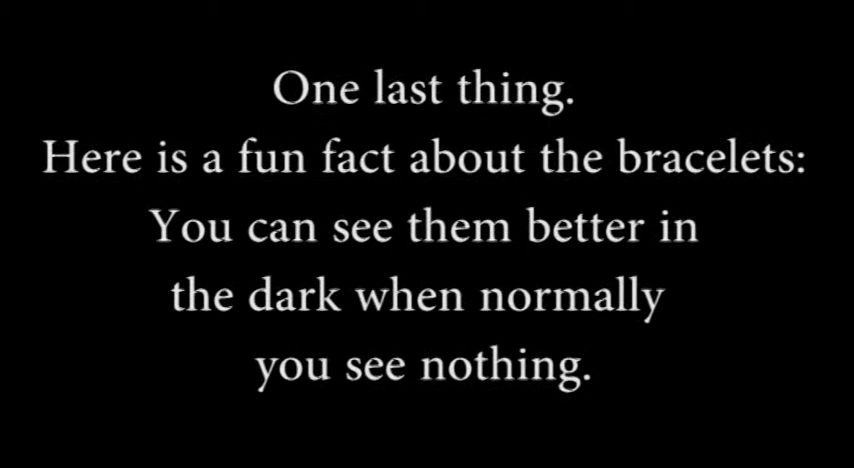 One last thing.
Here is a fun fact about the bracelets:
You can see them better in
the dark when normally
you see nothing.